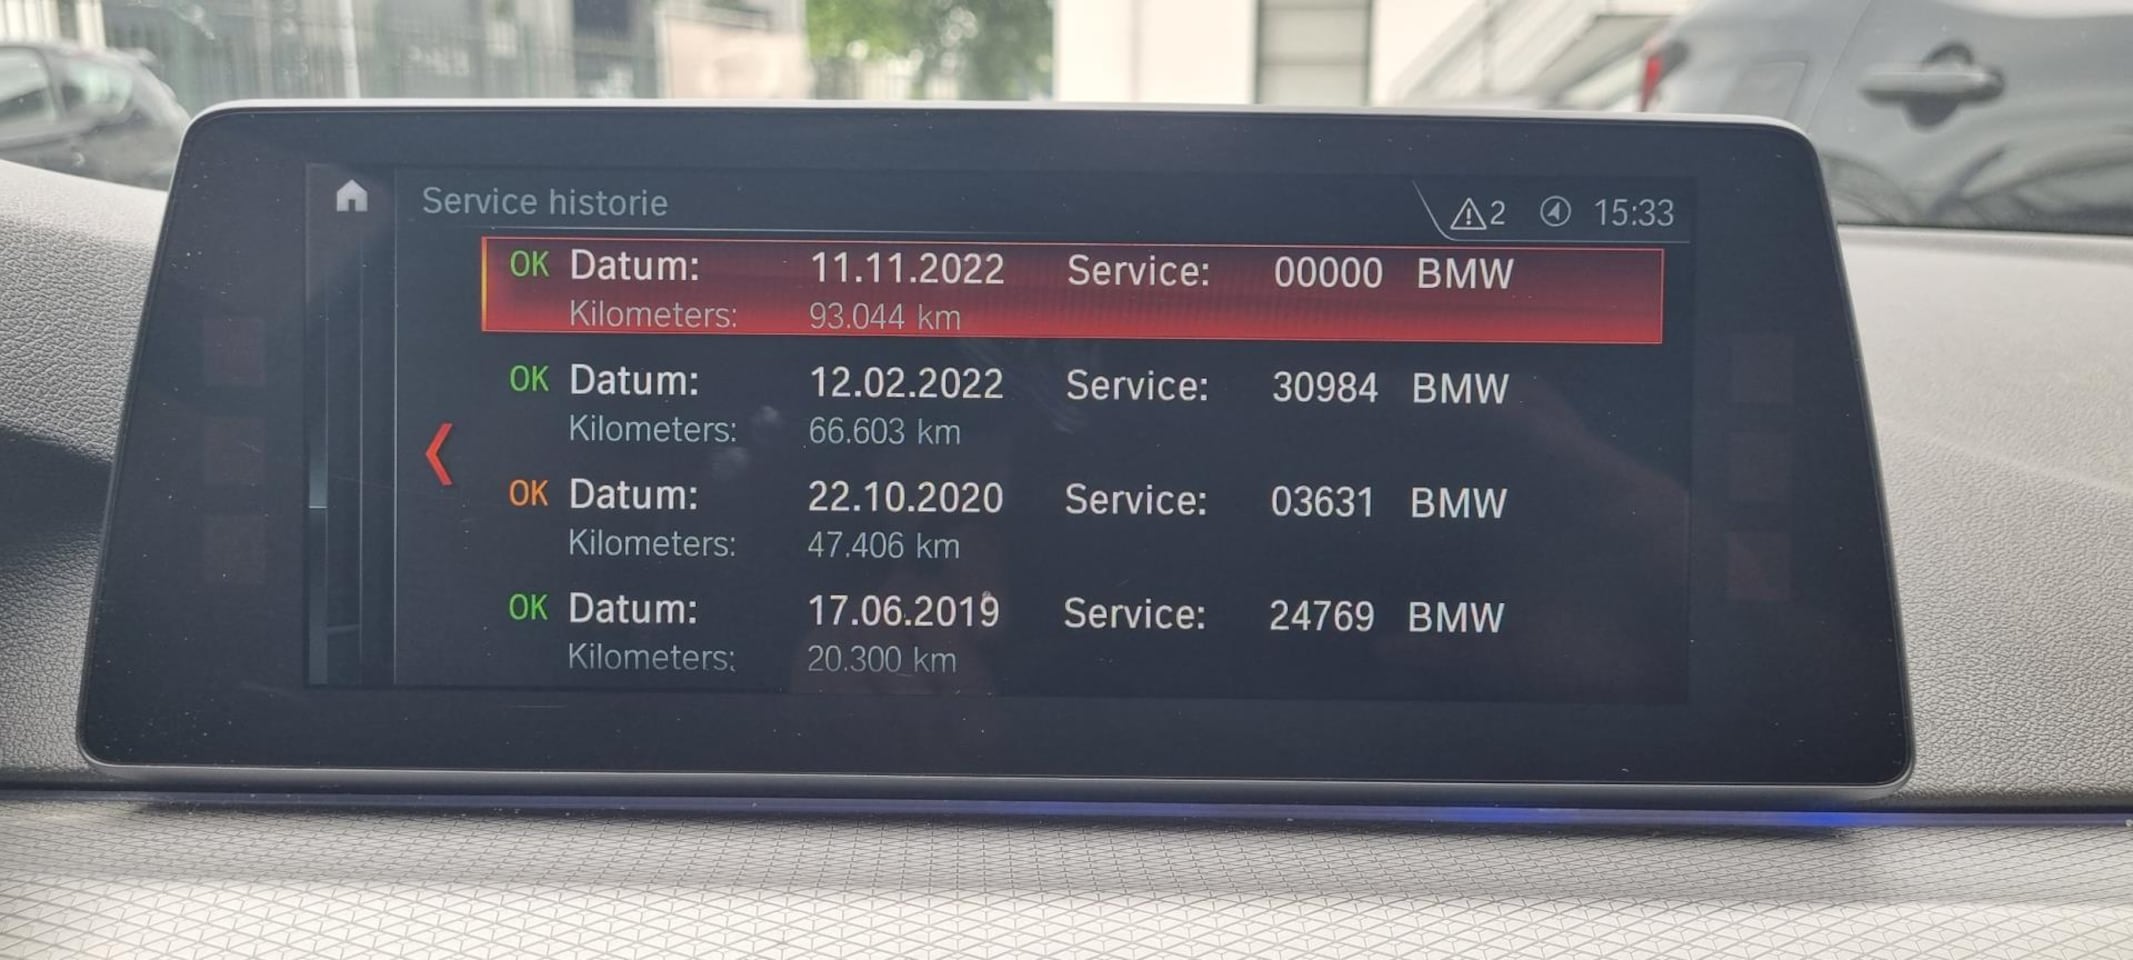 Service historie
2 15:33
OK Datum: 11.11.2022 Service: 00000 BMW
Kilometers: 93.044 km
OK Datum: 12.02.2022 Service: 30984 BMW
Kilometers: 66.603 km
OK Datum: 22.10.2020 Service: 03631 BMW
Kilometers: 47.406 km
OK Datum: 17.06.2019 Service: 24769 BMW
Kilometers: 20.300 km